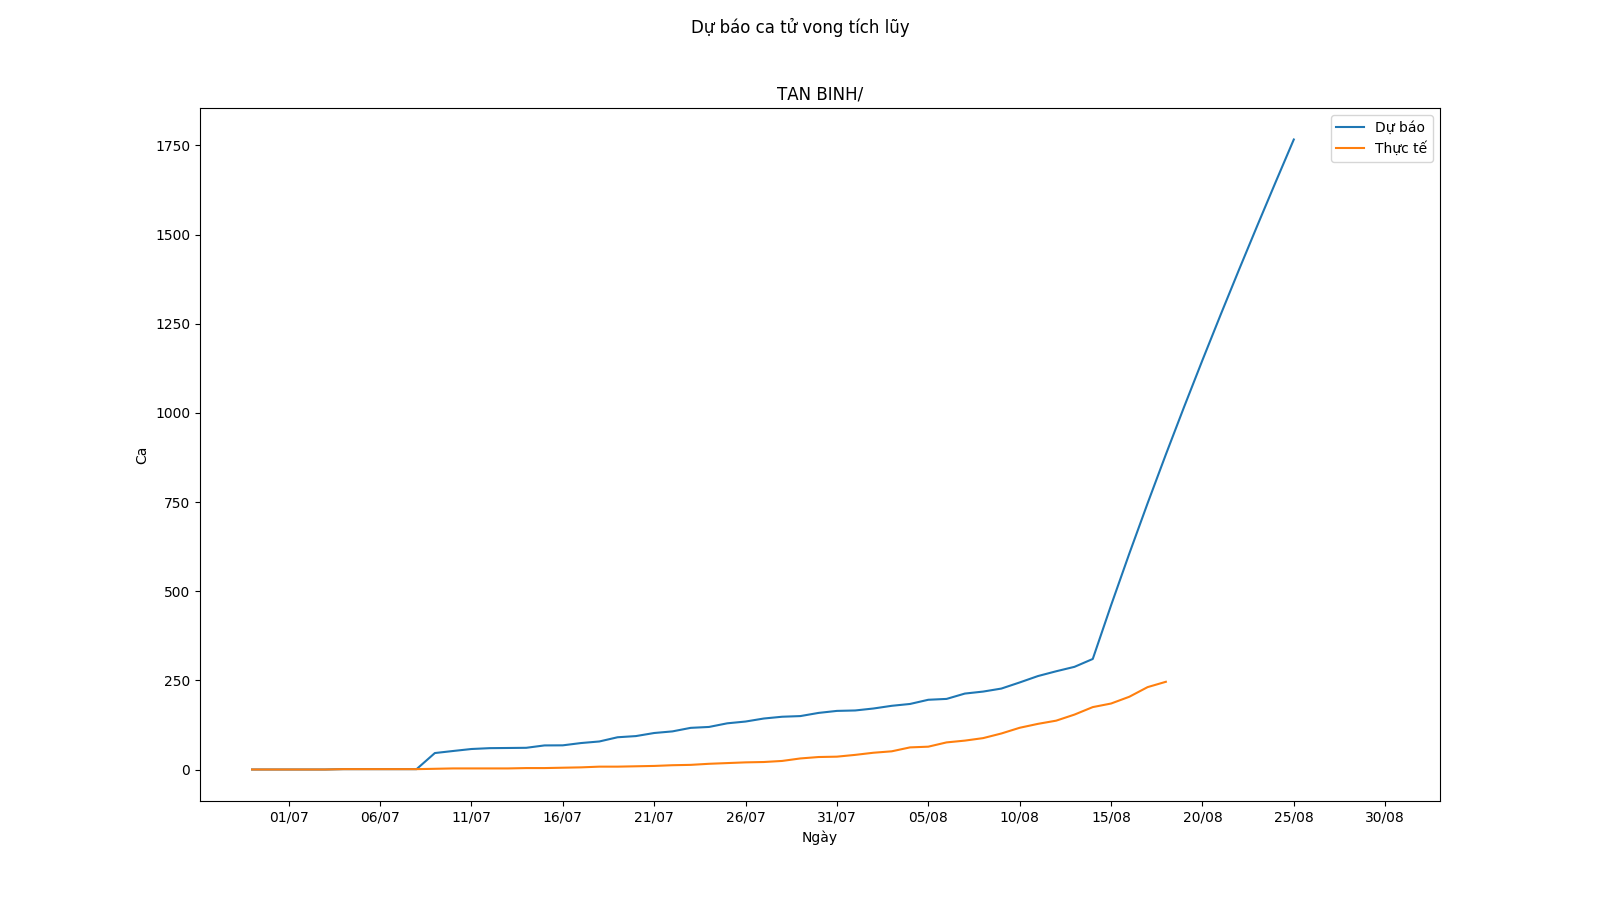 Dự báo ca tử vong tích lũy
TAN BINH/
Dự báo
Thực tế
1750
1500
1250
1000
750
500
250
0
Ca
01/07 06/07 11/07 16/07 21/07 26/07 31/07 05/08 10/08 15/08 20/08 25/08 30/08
Ngày